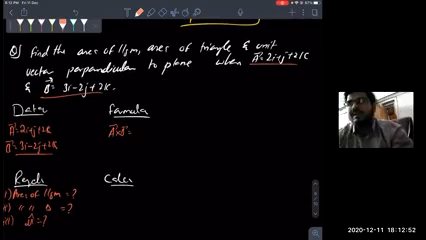 Q) find the area of //gm, area of triangle & unit
vector perpendicular to plane when A = 2i+j+2k
& B = 3i-2j+2k.
Data
Formula
A = 2i+j+2k
A×B =
B = 3i-2j+2k
Reqd
Calc
i) Area of //gm = ?
ii) " " Δ = ?
iii) = ?
2020-12-11 18:12:52